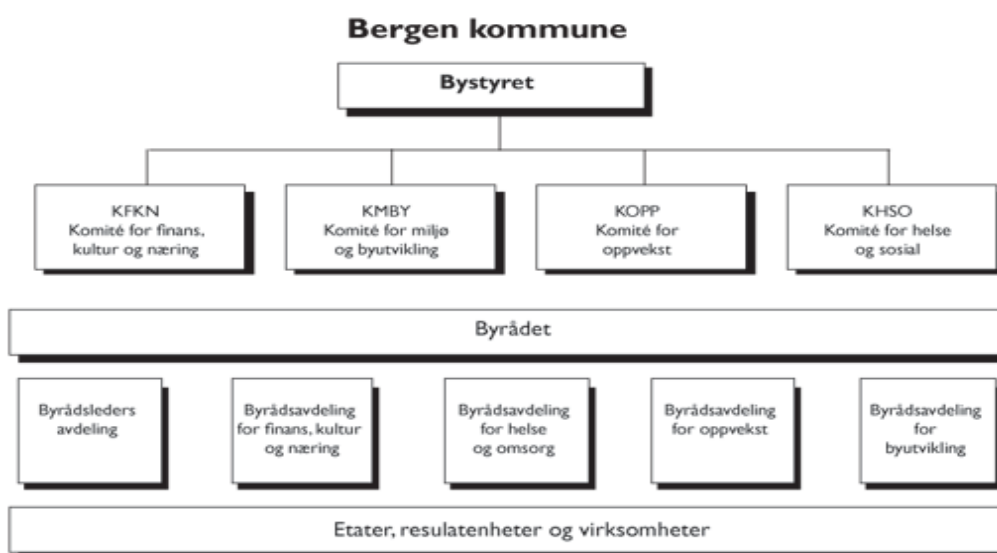 Bergen kommune
Bystyret
KFKN
Komité for finans,
kultur og næring
KMBY
Komité for miljø
og byutvikling
KOPP
Komité for
oppvekst
KHSO
Komité for helse
og sosial
Byrådet
Byrådsleders
avdeling
Byrådsavdeling
for finans, kultur
og næring
Byrådsavdeling
for helse
og omsorg
Byrådsavdeling
for oppvekst
Byrådsavdeling
for
byutvikling
Etater, resulatenheter og virksomheter